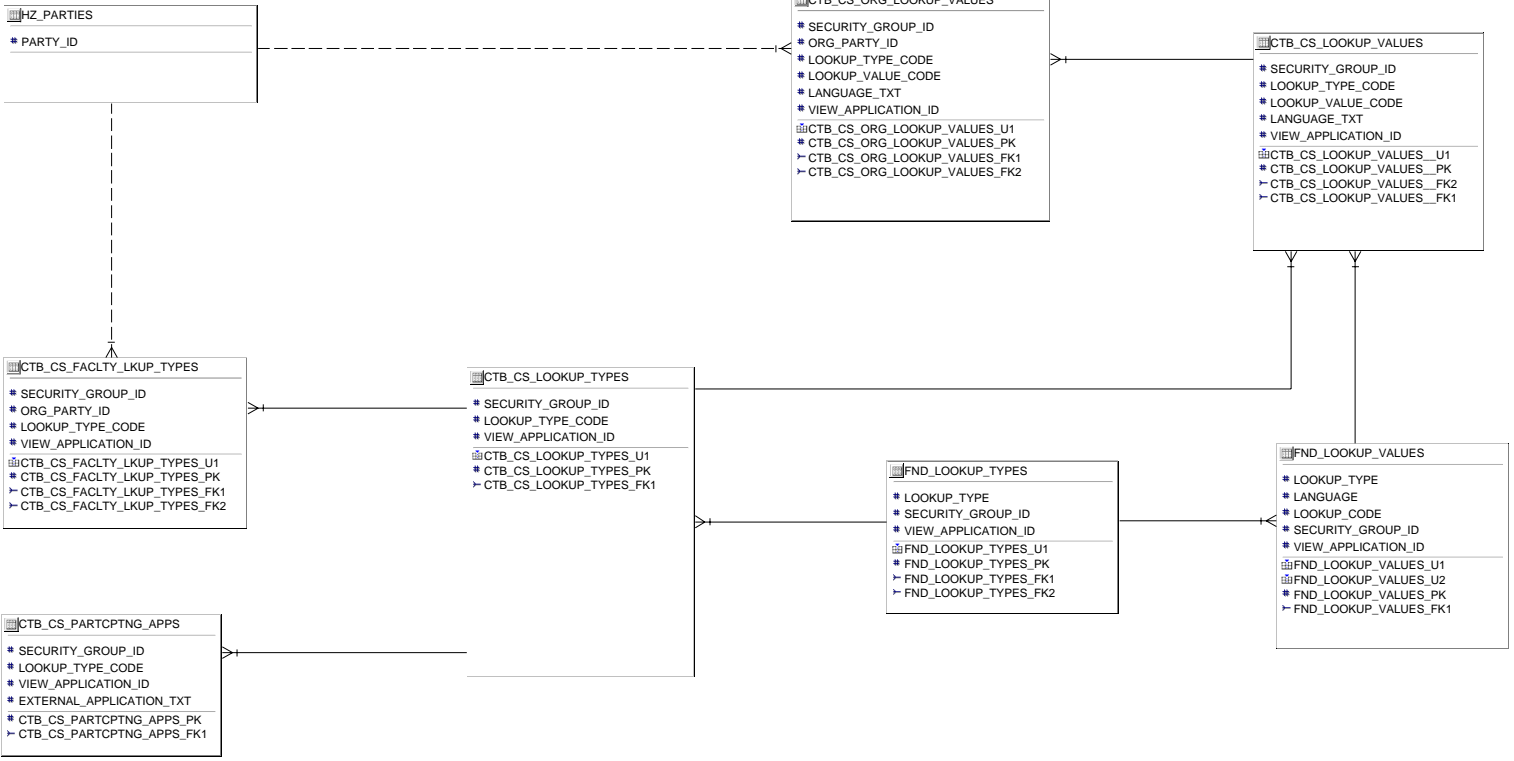 HZ_PARTIES
PARTY_ID
CTB_CS_ORG_LOOKUP_VALUES
SECURITY_GROUP_ID
ORG_PARTY_ID
LOOKUP_TYPE_CODE
LOOKUP_VALUE_CODE
LANGUAGE_TXT
VIEW_APPLICATION_ID
CTB_CS_ORG_LOOKUP_VALUES_U1
CTB_CS_ORG_LOOKUP_VALUES_PK
CTB_CS_ORG_LOOKUP_VALUES_FK1
CTB_CS_ORG_LOOKUP_VALUES_FK2
CTB_CS_LOOKUP_VALUES
SECURITY_GROUP_ID
LOOKUP_TYPE_CODE
LOOKUP_VALUE_CODE
LANGUAGE_TXT
VIEW_APPLICATION_ID
CTB_CS_LOOKUP_VALUES__U1
CTB_CS_LOOKUP_VALUES__PK
CTB_CS_LOOKUP_VALUES__FK2
CTB_CS_LOOKUP_VALUES__FK1
CTB_CS_FACLTY_LKUP_TYPES
SECURITY_GROUP_ID
ORG_PARTY_ID
LOOKUP_TYPE_CODE
VIEW_APPLICATION_ID
CTB_CS_FACLTY_LKUP_TYPES_U1
CTB_CS_FACLTY_LKUP_TYPES_PK
CTB_CS_FACLTY_LKUP_TYPES_FK1
CTB_CS_FACLTY_LKUP_TYPES_FK2
CTB_CS_LOOKUP_TYPES
SECURITY_GROUP_ID
LOOKUP_TYPE_CODE
VIEW_APPLICATION_ID
CTB_CS_LOOKUP_TYPES_U1
CTB_CS_LOOKUP_TYPES_PK
CTB_CS_LOOKUP_TYPES_FK1
FND_LOOKUP_TYPES
LOOKUP_TYPE
SECURITY_GROUP_ID
VIEW_APPLICATION_ID
FND_LOOKUP_TYPES_U1
FND_LOOKUP_TYPES_PK
FND_LOOKUP_TYPES_FK1
FND_LOOKUP_TYPES_FK2
FND_LOOKUP_VALUES
LOOKUP_TYPE
LANGUAGE
LOOKUP_CODE
SECURITY_GROUP_ID
VIEW_APPLICATION_ID
FND_LOOKUP_VALUES_U1
FND_LOOKUP_VALUES_U2
FND_LOOKUP_VALUES_PK
FND_LOOKUP_VALUES_FK1
CTB_CS_PARTCPTNG_APPS
SECURITY_GROUP_ID
LOOKUP_TYPE_CODE
VIEW_APPLICATION_ID
EXTERNAL_APPLICATION_TXT
CTB_CS_PARTCPTNG_APPS_PK
CTB_CS_PARTCPTNG_APPS_FK1